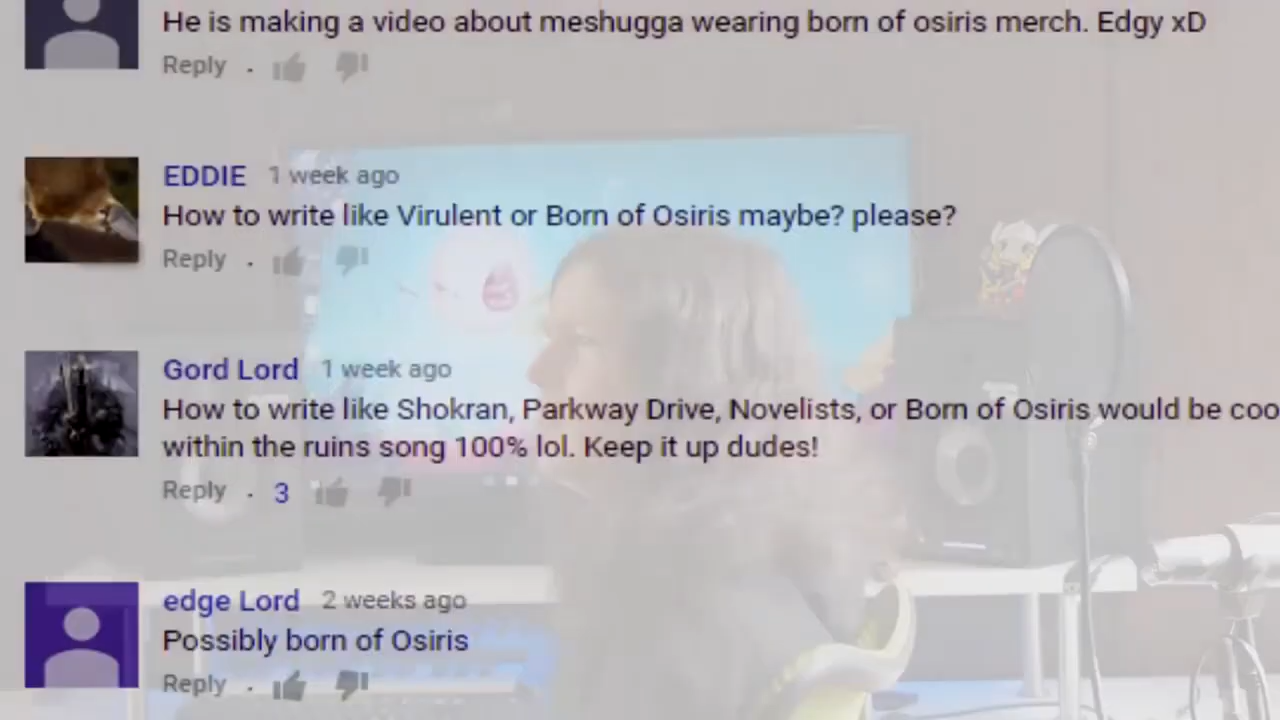 He is making a video about meshugga wearing born of osiris merch. Edgy xD
Reply .
EDDIE 1 week ago
How to write like Virulent or Born of Osiris maybe? please?
Reply .
Gord Lord 1 week ago
How to write like Shokran, Parkway Drive, Novelists, or Born of Osiris would be coo
within the ruins song 100% lol. Keep it up dudes!
Reply . 3
edge Lord 2 weeks ago
Possibly born of Osiris
Reply .